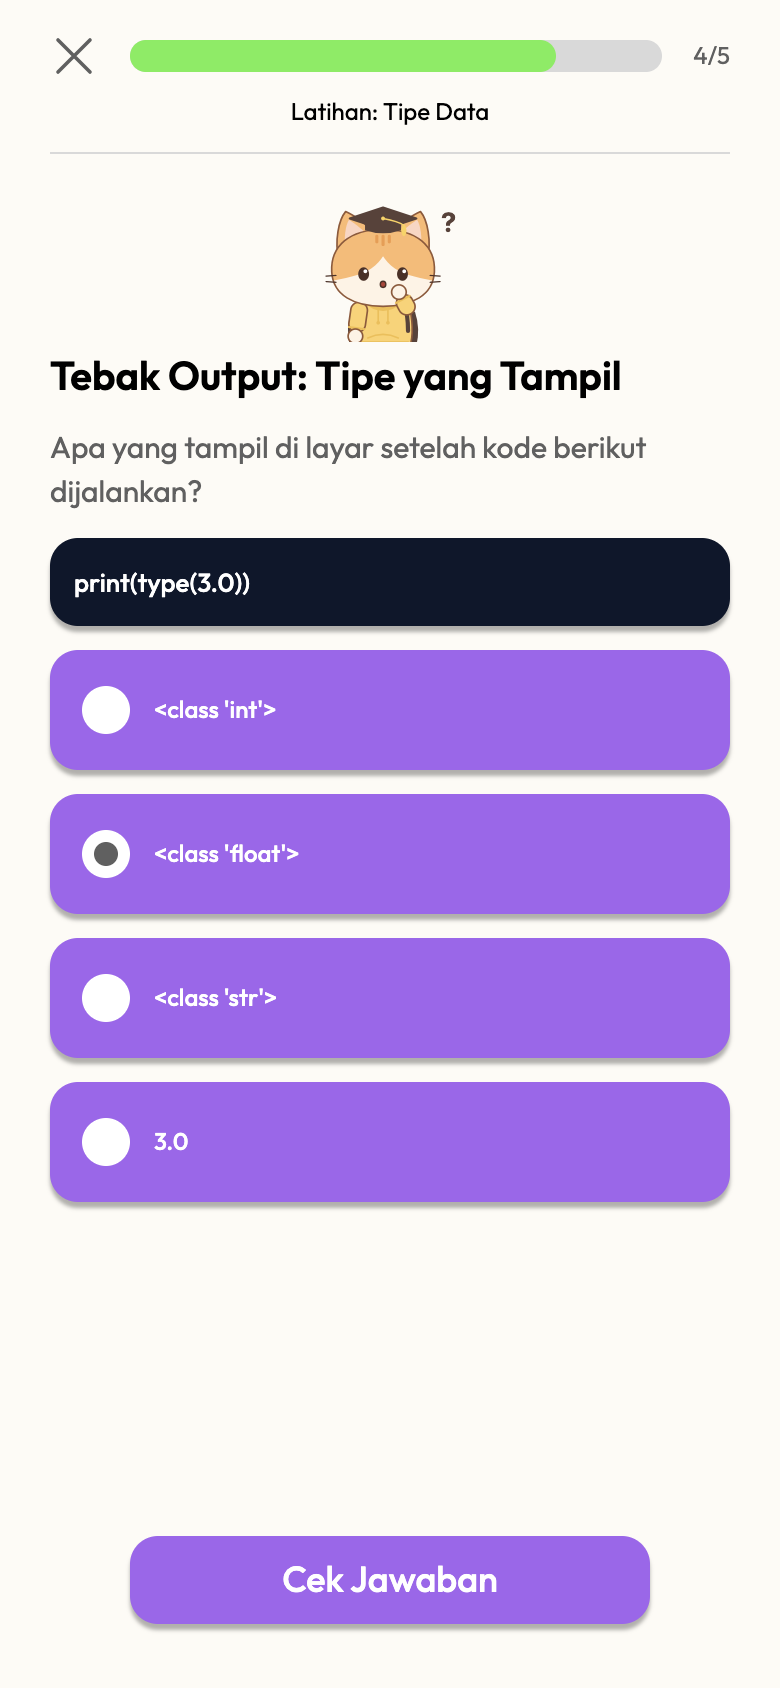 4/5
Latihan: Tipe Data
?
Tebak Output: Tipe yang Tampil
Apa yang tampil di layar setelah kode berikut
dijalankan?
print(type(3.0))
<class 'int'>
<class 'float'>
<class 'str'>
3.0
Cek Jawaban